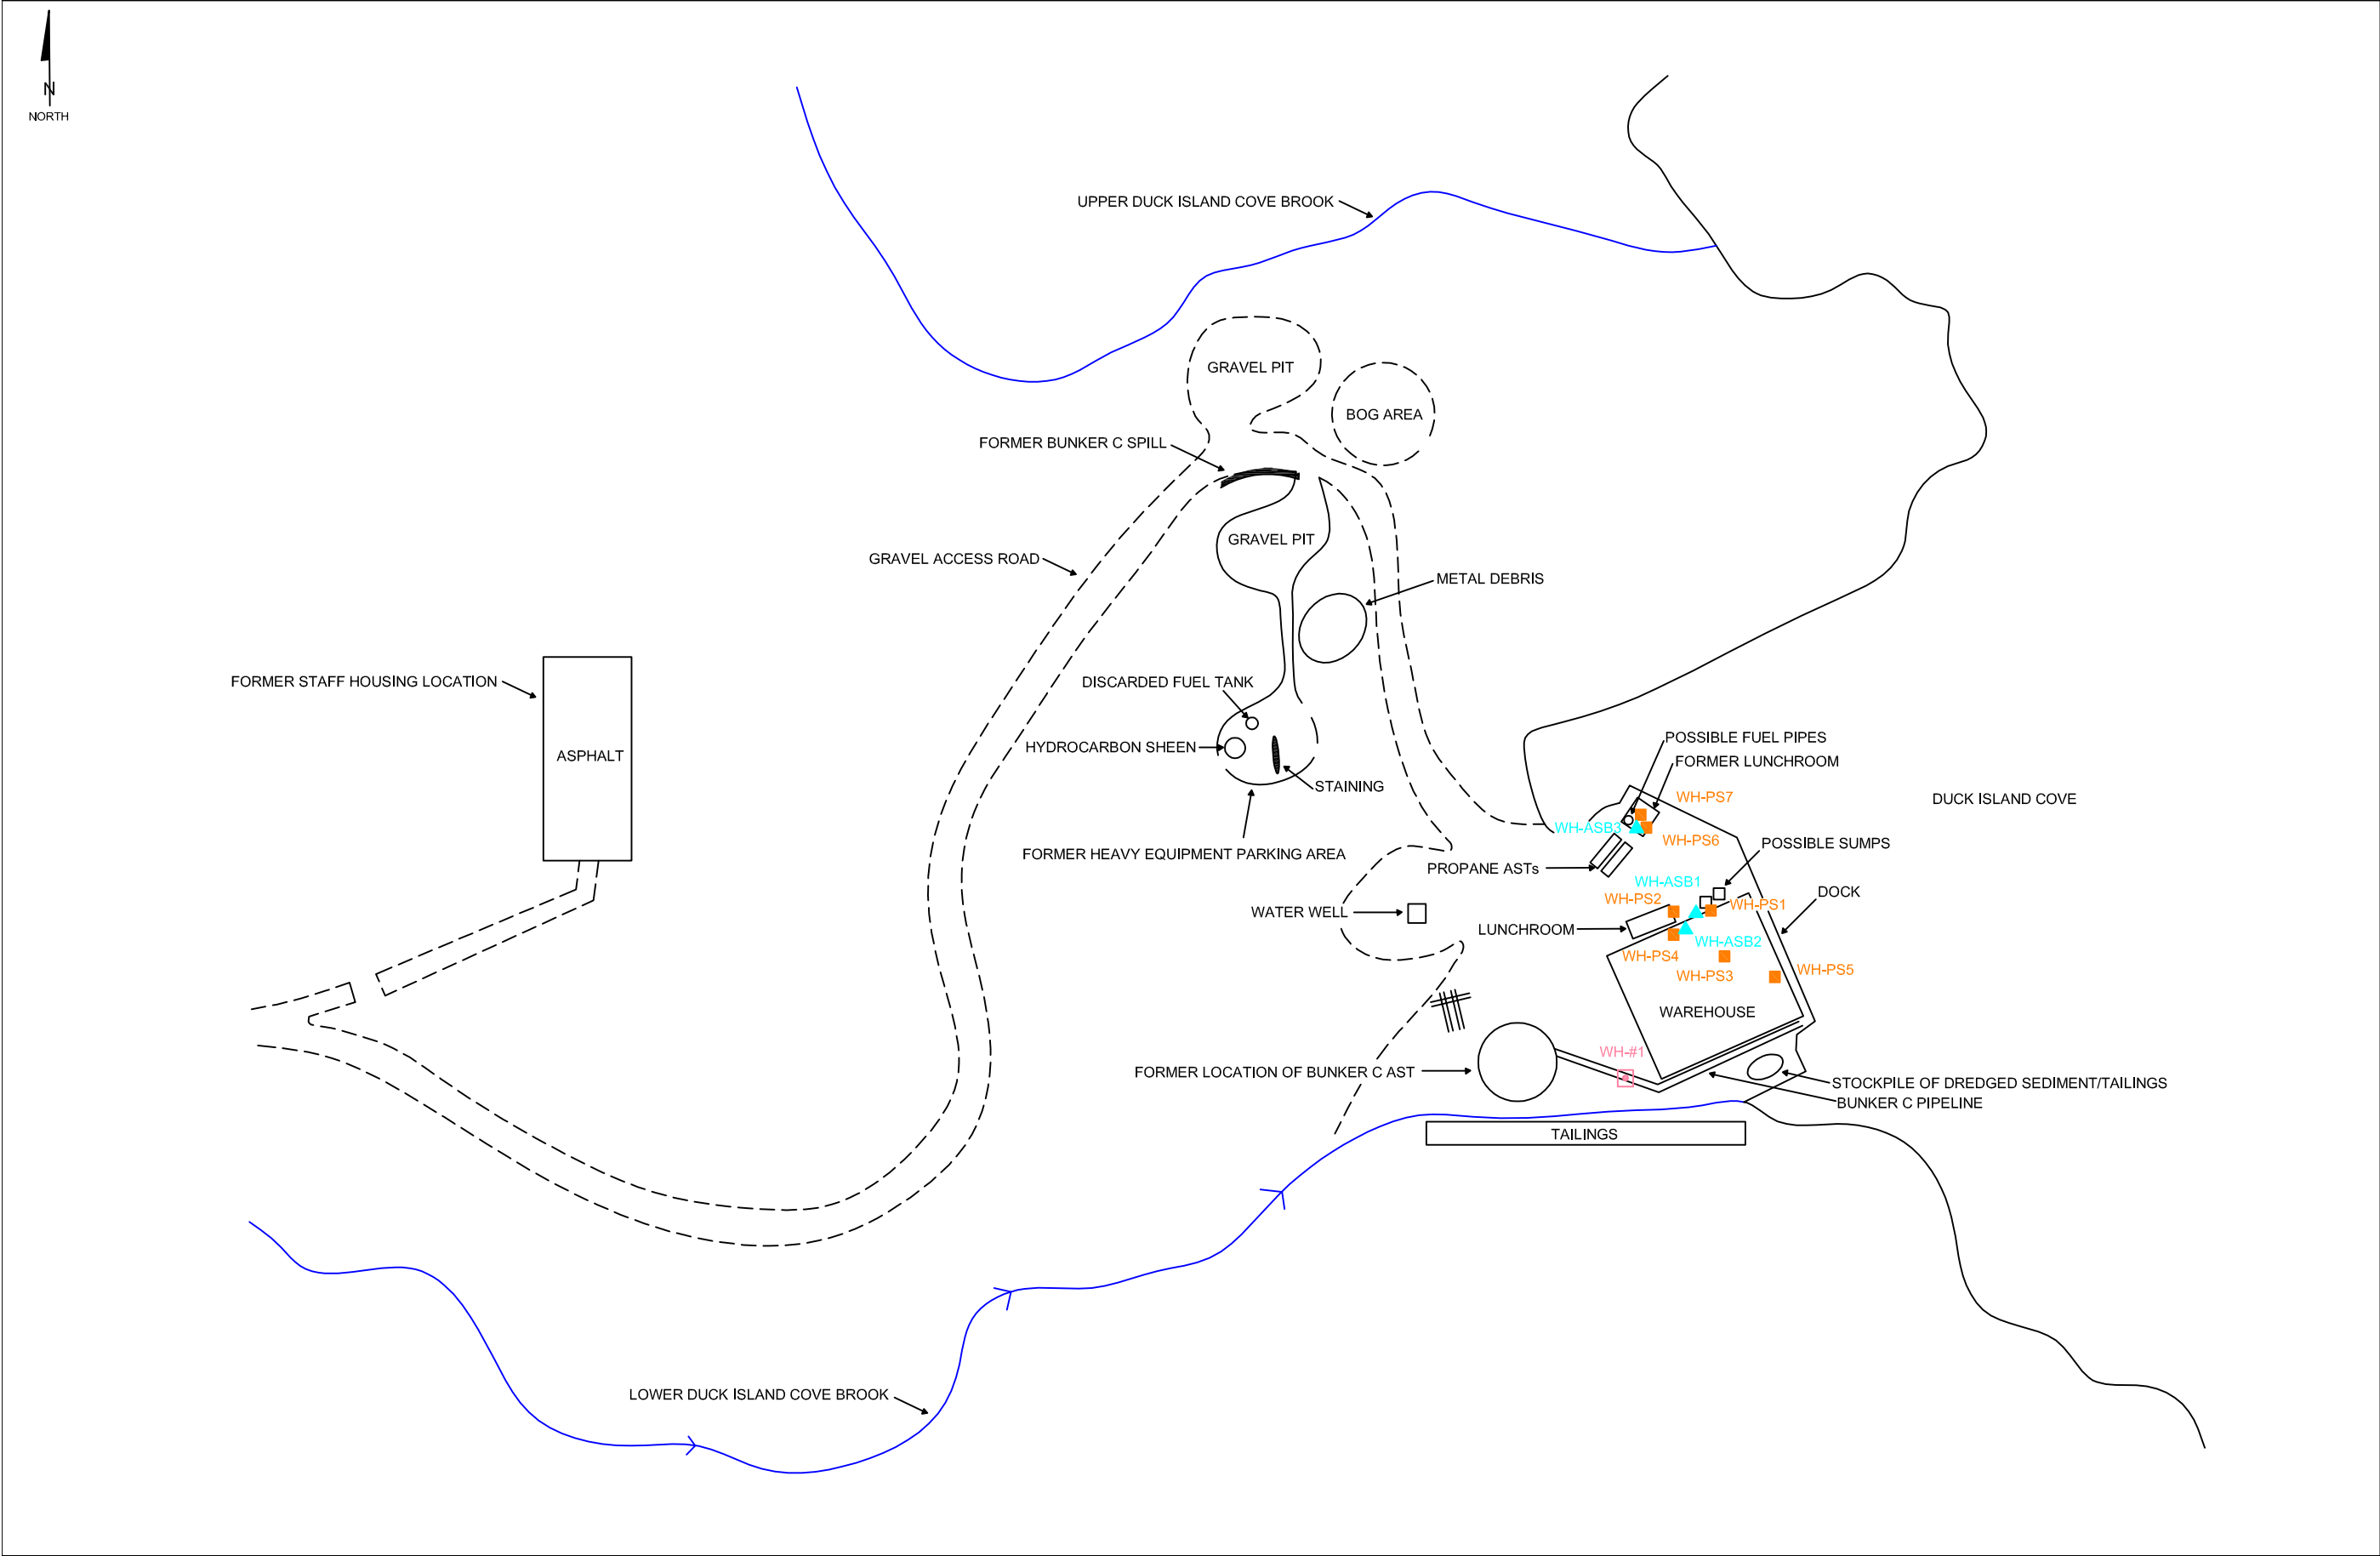 N
NORTH
UPPER DUCK ISLAND COVE BROOK
GRAVEL PIT
BOG AREA
FORMER BUNKER C SPILL
GRAVEL PIT
GRAVEL ACCESS ROAD
METAL DEBRIS
FORMER STAFF HOUSING LOCATION
DISCARDED FUEL TANK
POSSIBLE FUEL PIPES
HYDROCARBON SHEEN
ASPHALT
FORMER LUNCHROOM
STAINING
WH-PS7
DUCK ISLAND COVE
WH-ASB3
WH-PS6
POSSIBLE SUMPS
FORMER HEAVY EQUIPMENT PARKING AREA
PROPANE ASTs
WH-ASB1
DOCK
WH-PS2
WH-PS1
WATER WELL
LUNCHROOM
WH-ASB2
WH-PS4
WH-PS3
WH-PS5
WAREHOUSE
WH-#1
FORMER LOCATION OF BUNKER C AST
STOCKPILE OF DREDGED SEDIMENT/TAILINGS
BUNKER C PIPELINE
TAILINGS
LOWER DUCK ISLAND COVE BROOK